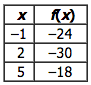 x f(x)
–1 –24
2 –30
5 –18